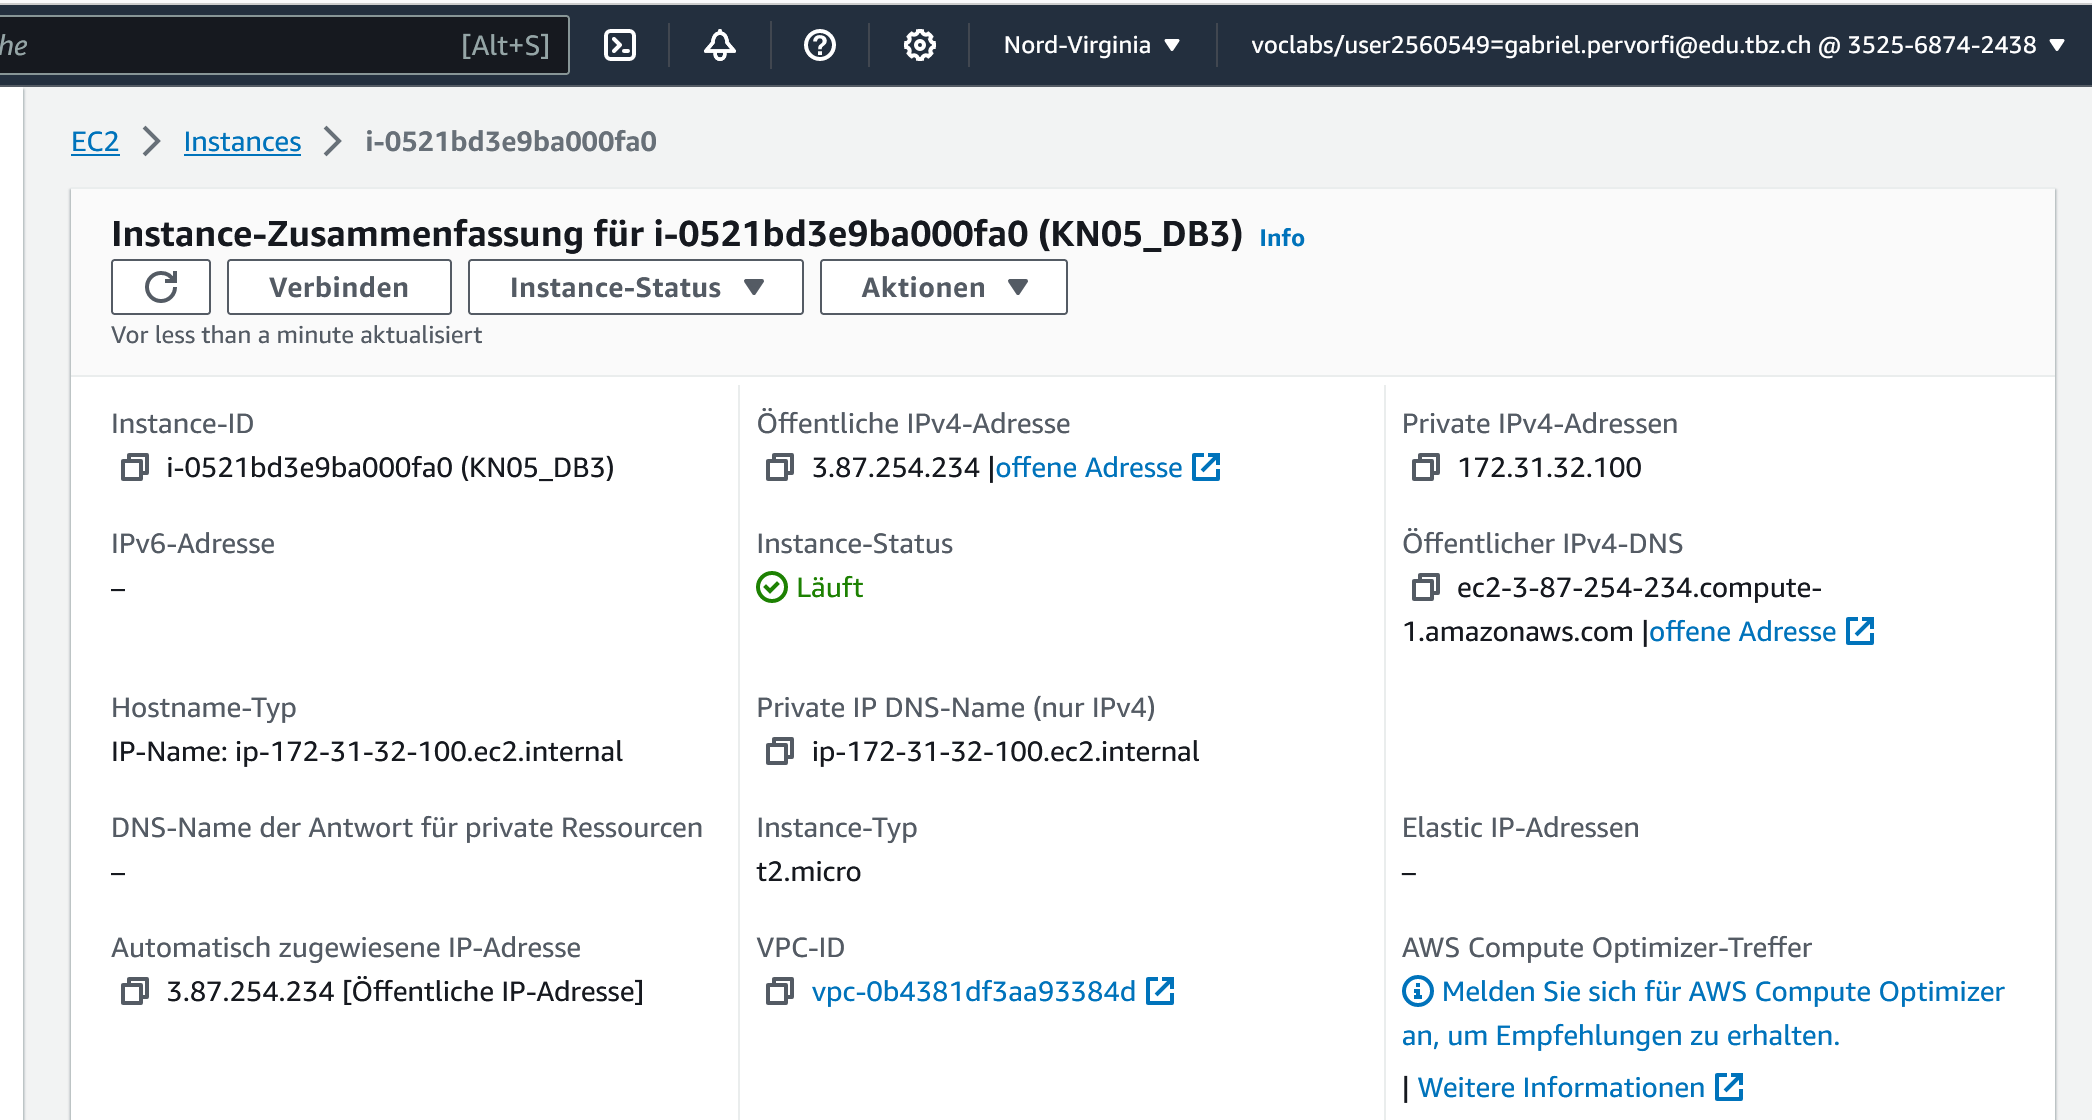 he [Alt+S] Nord-Virginia voclabs/user2560549=gabriel.pervorfi@edu.tbz.ch @ 3525-6874-2438
EC2 Instances i-0521bd3e9ba000fa0
Instance-Zusammenfassung für i-0521bd3e9ba000fa0 (KN05_DB3) Info
Verbinden Instance-Status Aktionen
Vor less than a minute aktualisiert
Instance-ID
i-0521bd3e9ba000fa0 (KN05_DB3)
Öffentliche IPv4-Adresse
3.87.254.234 |offene Adresse
Private IPv4-Adressen
172.31.32.100
IPv6-Adresse
–
Instance-Status
Läuft
Öffentlicher IPv4-DNS
ec2-3-87-254-234.compute-
1.amazonaws.com |offene Adresse
Hostname-Typ
IP-Name: ip-172-31-32-100.ec2.internal
Private IP DNS-Name (nur IPv4)
ip-172-31-32-100.ec2.internal
DNS-Name der Antwort für private Ressourcen
–
Instance-Typ
t2.micro
Elastic IP-Adressen
–
Automatisch zugewiesene IP-Adresse
3.87.254.234 [Öffentliche IP-Adresse]
VPC-ID
vpc-0b4381df3aa93384d
AWS Compute Optimizer-Treffer
Melden Sie sich für AWS Compute Optimizer
an, um Empfehlungen zu erhalten.
| Weitere Informationen